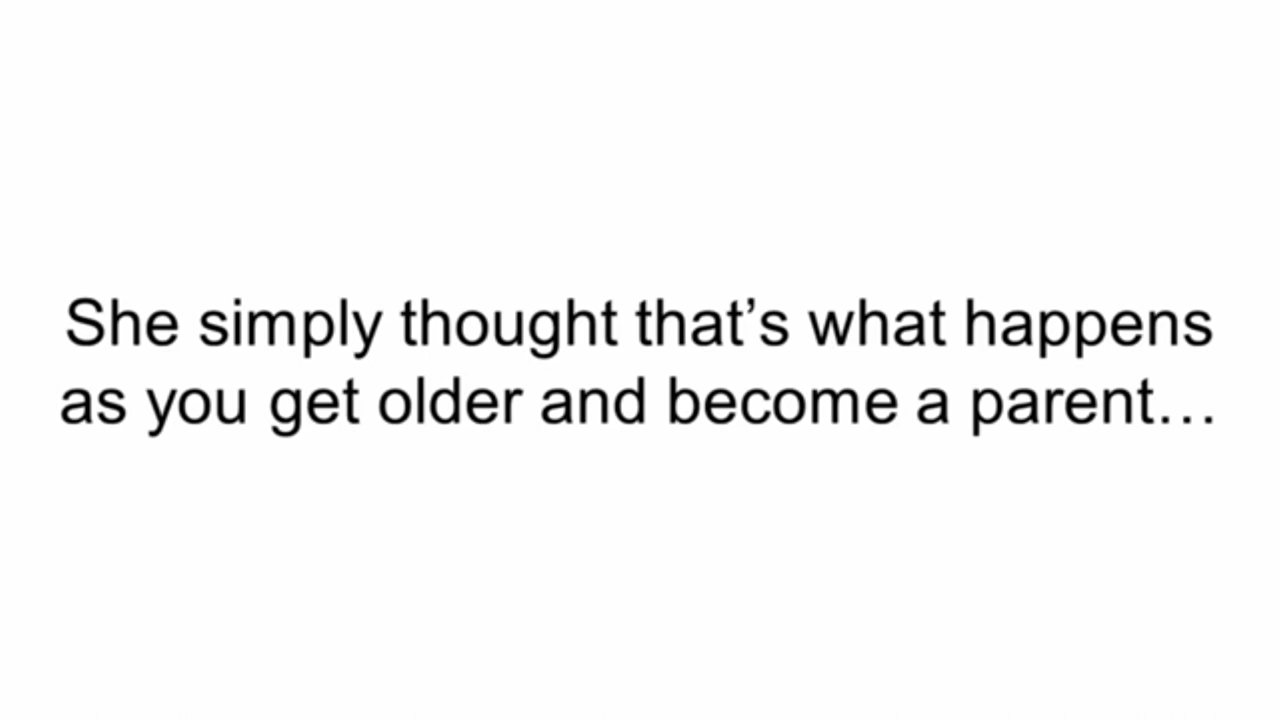 She simply thought that’s what happens
as you get older and become a parent…